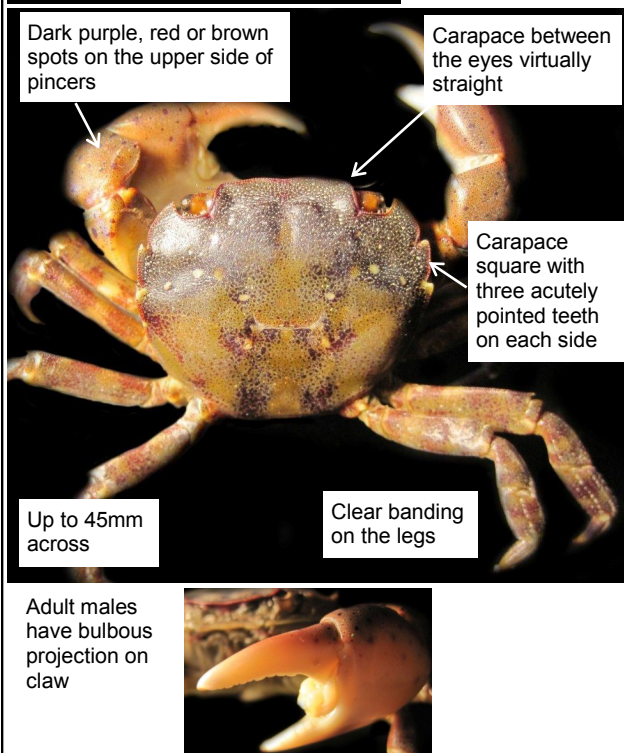 Dark purple, red or brown
spots on the upper side of
pincers
Carapace between
the eyes virtually
straight
Carapace
square with
three acutely
pointed teeth
on each side
Up to 45mm
across
Clear banding
on the legs
Adult males
have bulbous
projection on
claw